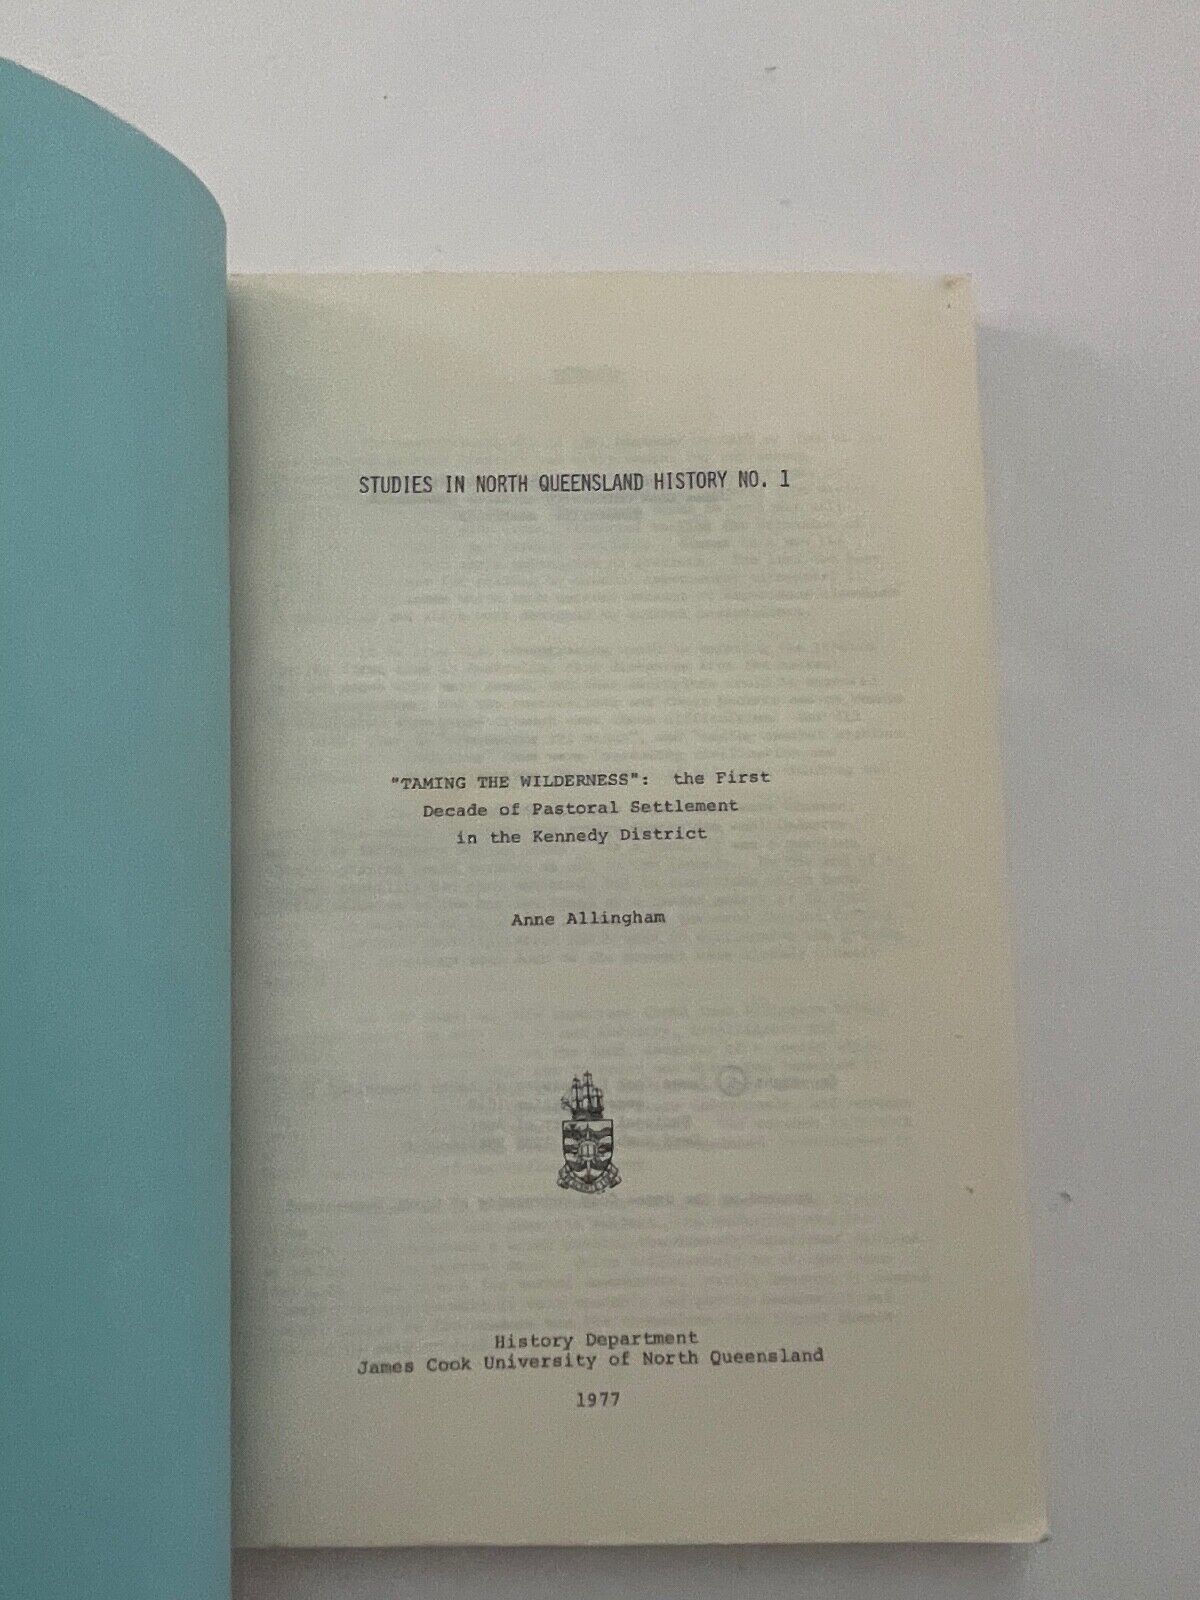 STUDIES IN NORTH QUEENSLAND HISTORY NO. 1
"TAMING THE WILDERNESS": the First
Decade of Pastoral Settlement
in the Kennedy District
Anne Allingham
History Department
James Cook University of North Queensland
1977